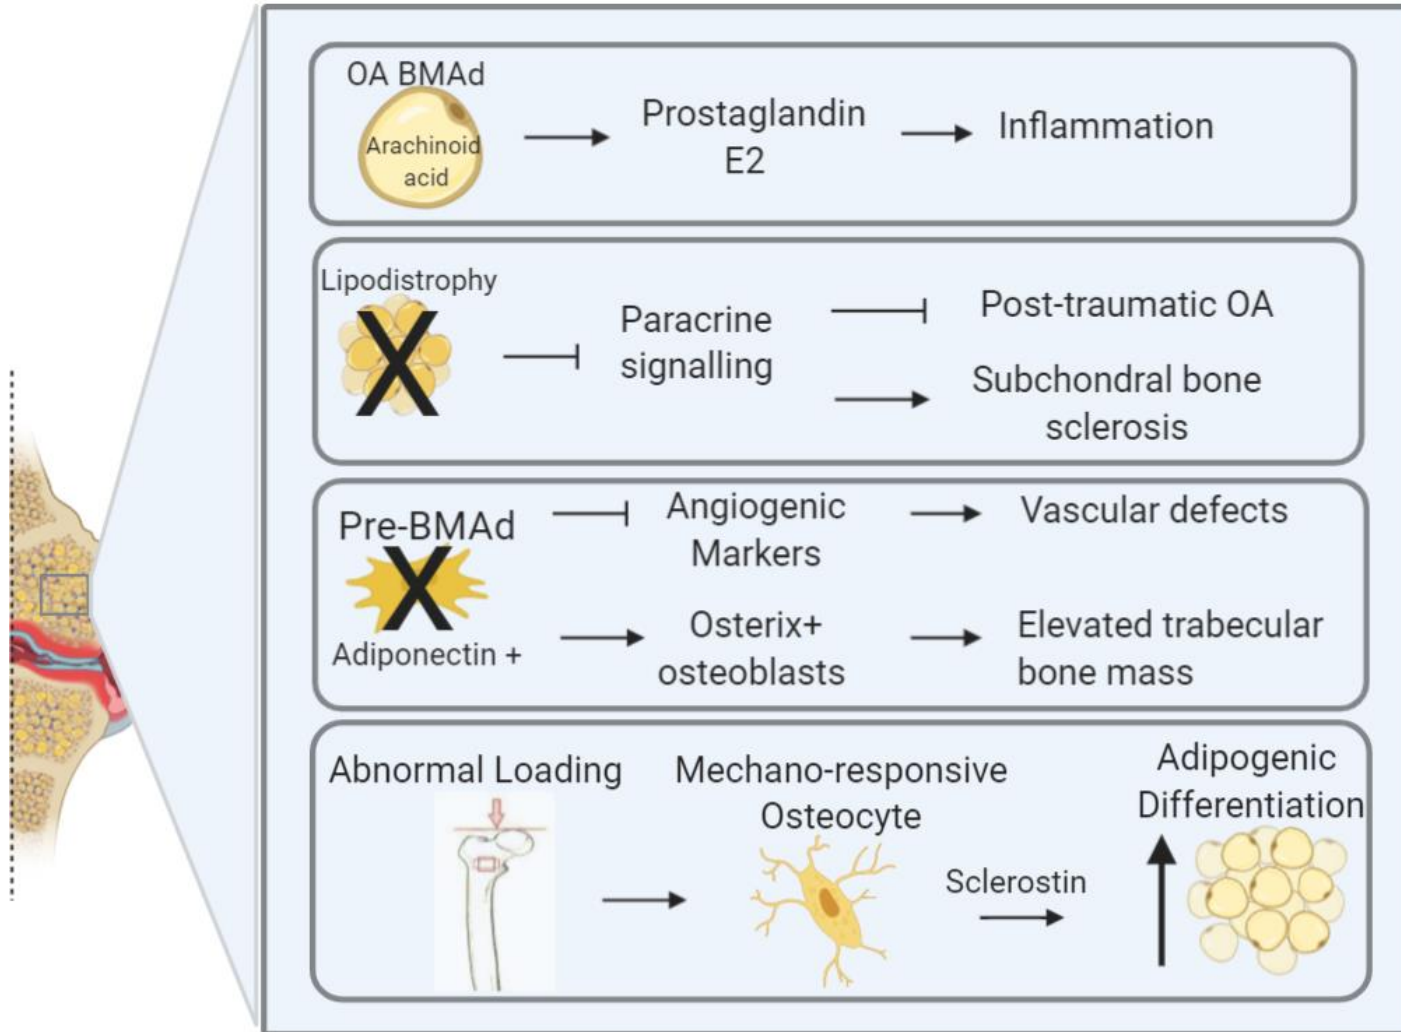 OA BMAd
Arachinoid
acid
Prostaglandin
E2
Inflammation
Lipodistrophy
X
Paracrine
signalling
Post-traumatic OA
Subchondral bone
sclerosis
Pre-BMAd
X
Adiponectin +
Angiogenic
Markers
Vascular defects
Osterix+
osteoblasts
Elevated trabecular
bone mass
Abnormal Loading
Mechano-responsive
Osteocyte
Sclerostin
Adipogenic
Differentiation